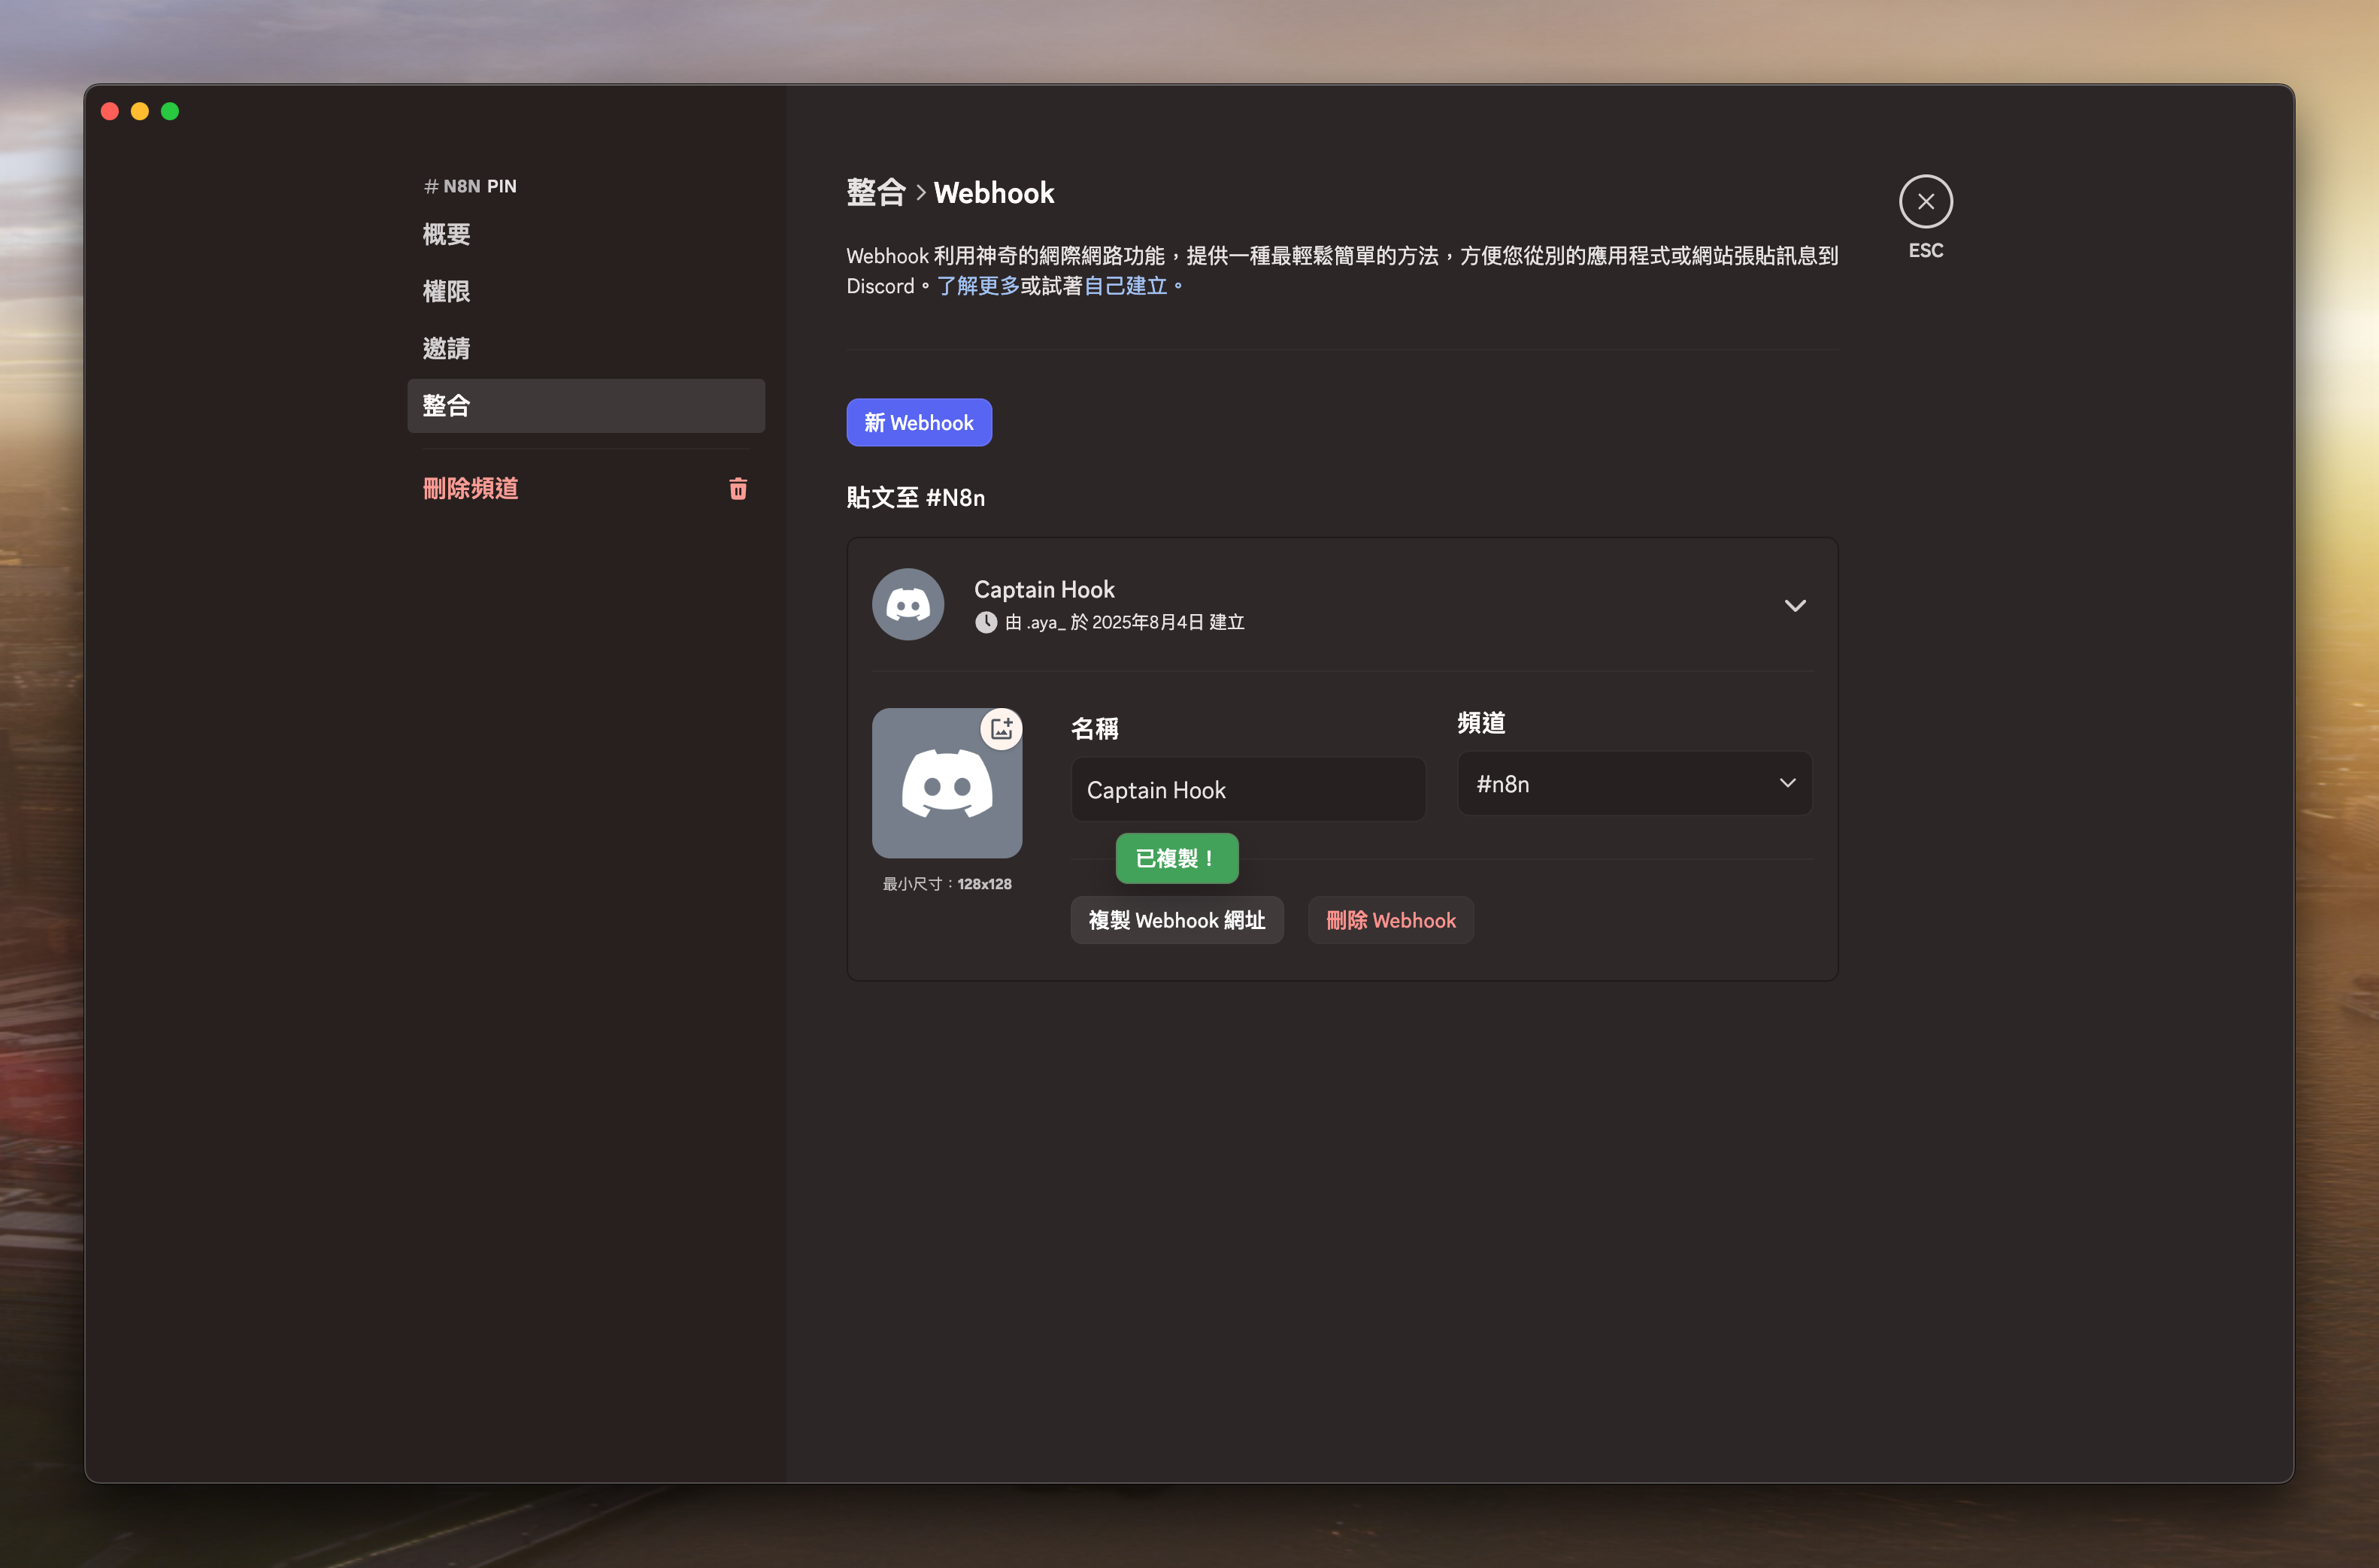 # N8N PIN
概要
權限
邀請
整合
刪除頻道
整合 > Webhook
Webhook 利用神奇的網際網路功能，提供一種最輕鬆簡單的方法，方便您從別的應用程式或網站張貼訊息到
Discord。了解更多或試著自己建立。
ESC
新 Webhook
貼文至 #N8n
Captain Hook
由 .aya_ 於 2025年8月4日 建立
名稱
頻道
Captain Hook
#n8n
已複製！
最小尺寸：128x128
複製 Webhook 網址
刪除 Webhook